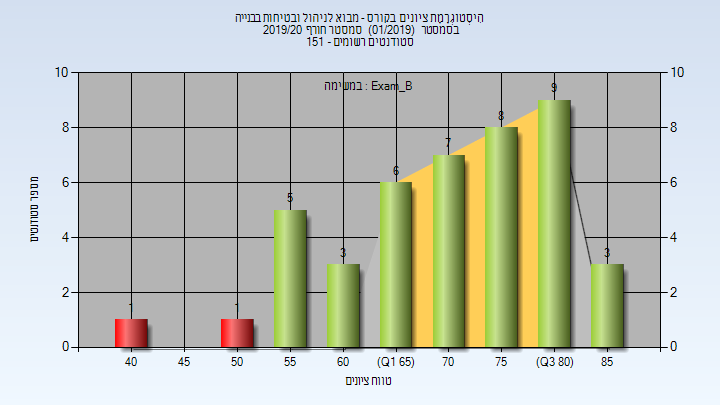 היסטוגרמת ציונים בקורס - מבוא לניהול ובטיחות בבנייה
בסמסטר (01/2019) סמסטר חורף 2019/20
סטודנטים רשומים - 151
במשימה : Exam_B
10 10
8 8
6 6
4 4
2 2
0 0
מספר סטודנטים
1 1 5 3 6 7 8 9 3
40 45 50 55 60 (Q1 65) 70 75 (Q3 80) 85
טווח ציונים